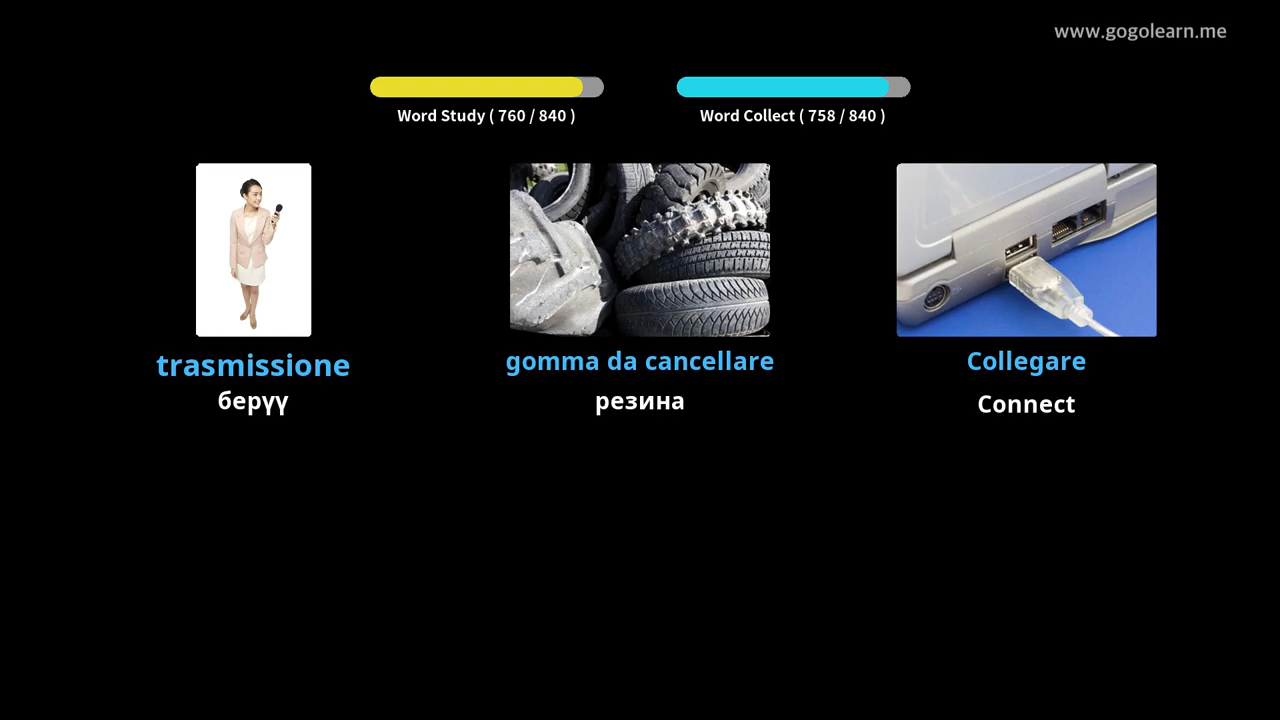 www.gogolearn.me
Word Study ( 760 / 840 )
Word Collect ( 758 / 840 )
trasmissione
берүү
gomma da cancellare
резина
Collegare
Connect